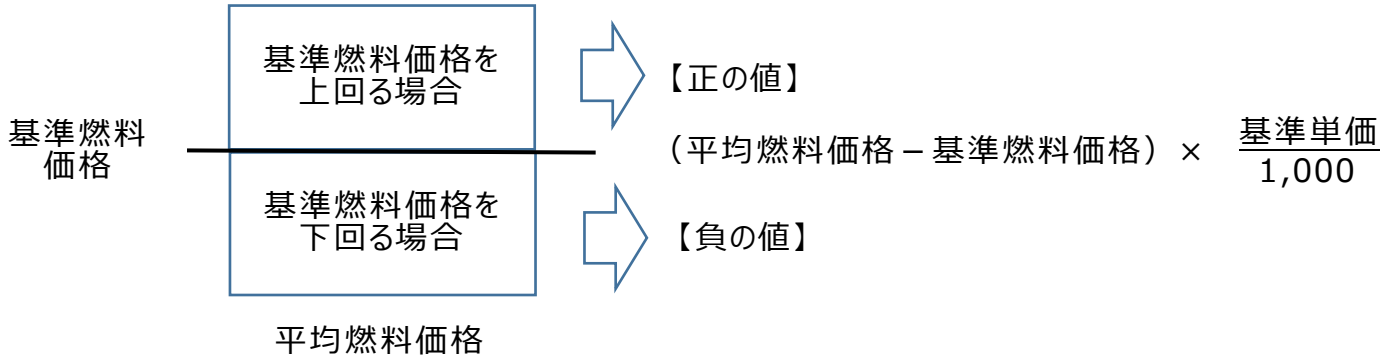 基準燃料価格を
上回る場合
【正の値】
基準燃料
価格
(平均燃料価格－基準燃料価格) × 基準単価
1,000
基準燃料価格を
下回る場合
【負の値】
平均燃料価格